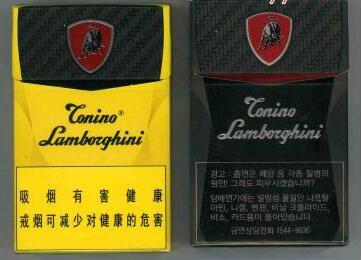 Tonino®
Lamborghini
吸烟有害健康
戒烟可减少对健康的危害
Tonino
Lamborghini
경고 : 흡연은 폐암 등 각종 질병의
원인! 그래도 피우시겠습니까?
담배연기에는 발암성 물질인 나프틸
아민, 니켈, 벤젠, 비닐 크롤라이드,
비소, 카드뮴이 들어있습니다.
금연상담전화 1544-9030